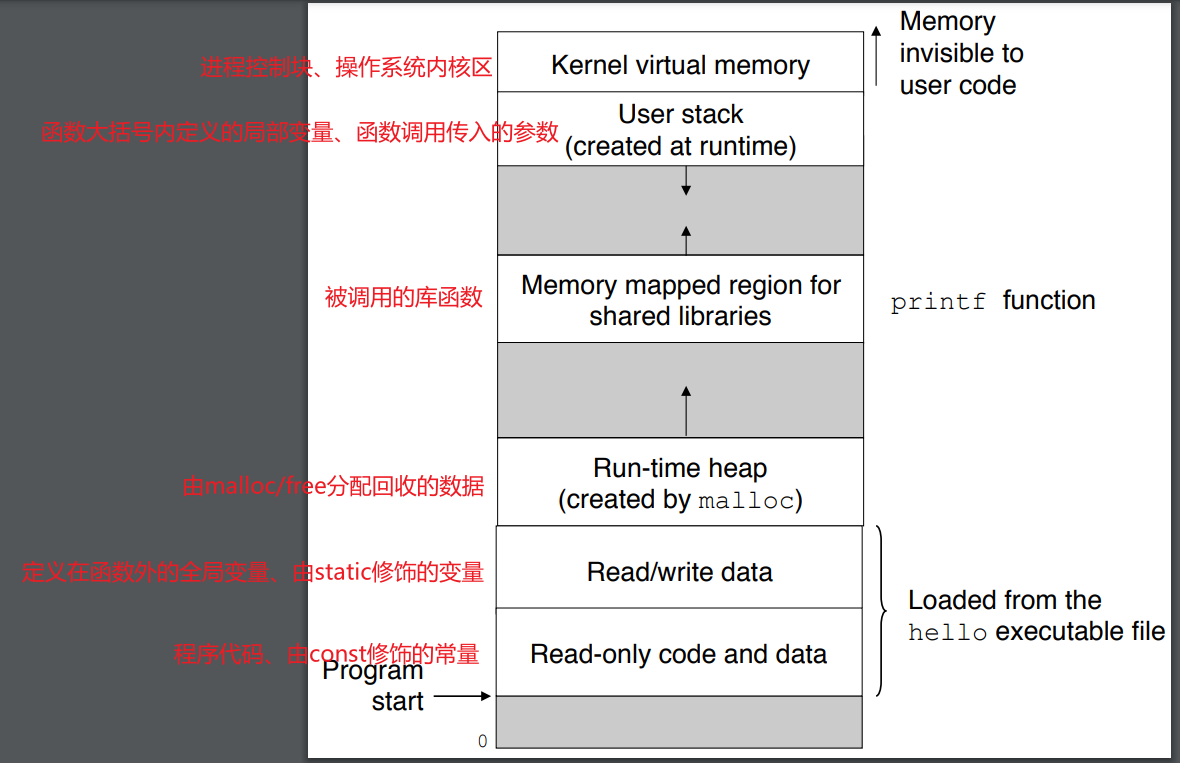 Memory
invisible to
user code
进程控制块、操作系统内核区
Kernel virtual memory
函数大括号内定义的局部变量、函数调用传入的参数
User stack
(created at runtime)
被调用的库函数
Memory mapped region for
shared libraries
printf function
由malloc/free分配回收的数据
Run-time heap
(created by malloc)
定义在函数外的全局变量、由static修饰的变量
Read/write data
Loaded from the
hello executable file
程序代码、由const修饰的常量
Read-only code and data
Program
start
0